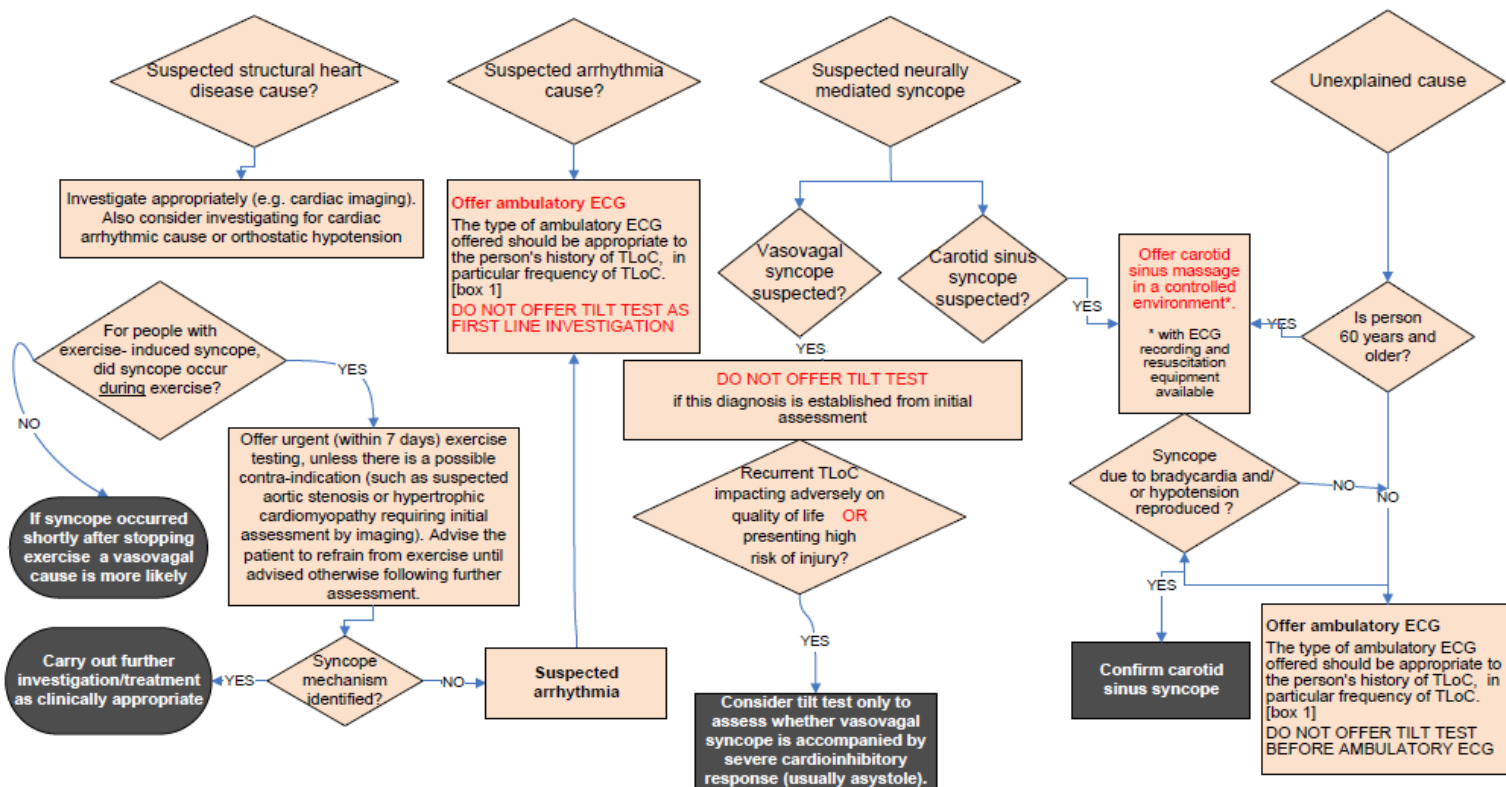 Suspected structural heart
disease cause?
Suspected arrhythmia
cause?
Suspected neurally
mediated syncope
Unexplained cause
Investigate appropriately (e.g. cardiac imaging).
Also consider investigating for cardiac
arrhythmic cause or orthostatic hypotension
Offer ambulatory ECG
The type of ambulatory ECG
offered should be appropriate to
the person's history of TLoC, in
particular frequency of TLoC.
[box 1]
DO NOT OFFER TILT TEST AS
FIRST LINE INVESTIGATION
Vasovagal
syncope
suspected?
Carotid sinus
syncope
suspected?
YES
Offer carotid
sinus massage
in a controlled
environment*.
* with ECG
recording and
resuscitation
equipment
available
YES
Is person
60 years and
older?
For people with
exercise- induced syncope,
did syncope occur
during exercise?
YES
NO
YES
DO NOT OFFER TILT TEST
if this diagnosis is established from initial
assessment
Offer urgent (within 7 days) exercise
testing, unless there is a possible
contra-indication (such as suspected
aortic stenosis or hypertrophic
cardiomyopathy requiring initial
assessment by imaging). Advise the
patient to refrain from exercise until
advised otherwise following further
assessment.
If syncope occurred
shortly after stopping
exercise a vasovagal
cause is more likely
Recurrent TLoC
impacting adversely on
quality of life OR
presenting high
risk of injury?
Syncope
due to bradycardia and/
or hypotension
reproduced ?
NO
NO
YES
YES
Carry out further
investigation/treatment
as clinically appropriate
YES
Syncope
mechanism
identified?
NO
Suspected
arrhythmia
Consider tilt test only to
assess whether vasovagal
syncope is accompanied by
severe cardioinhibitory
response (usually asystole).
Confirm carotid
sinus syncope
Offer ambulatory ECG
The type of ambulatory ECG
offered should be appropriate to
the person's history of TLoC, in
particular frequency of TLoC.
[box 1]
DO NOT OFFER TILT TEST
BEFORE AMBULATORY ECG